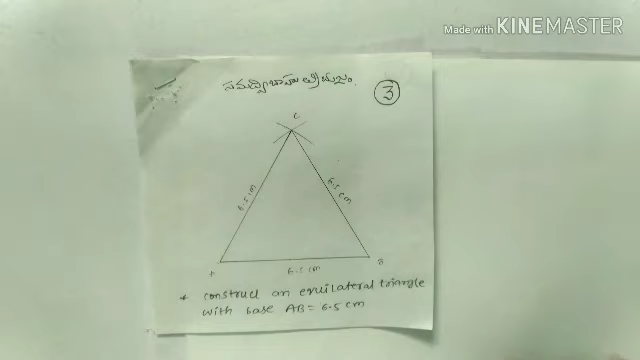 Made with KINEMASTER
సమద్విబాహు త్రిభుజం.
3
C
6.5 cm
6.5 cm
A
B
6.5 cm
* construct an equilateral triangle
with base AB = 6.5 cm